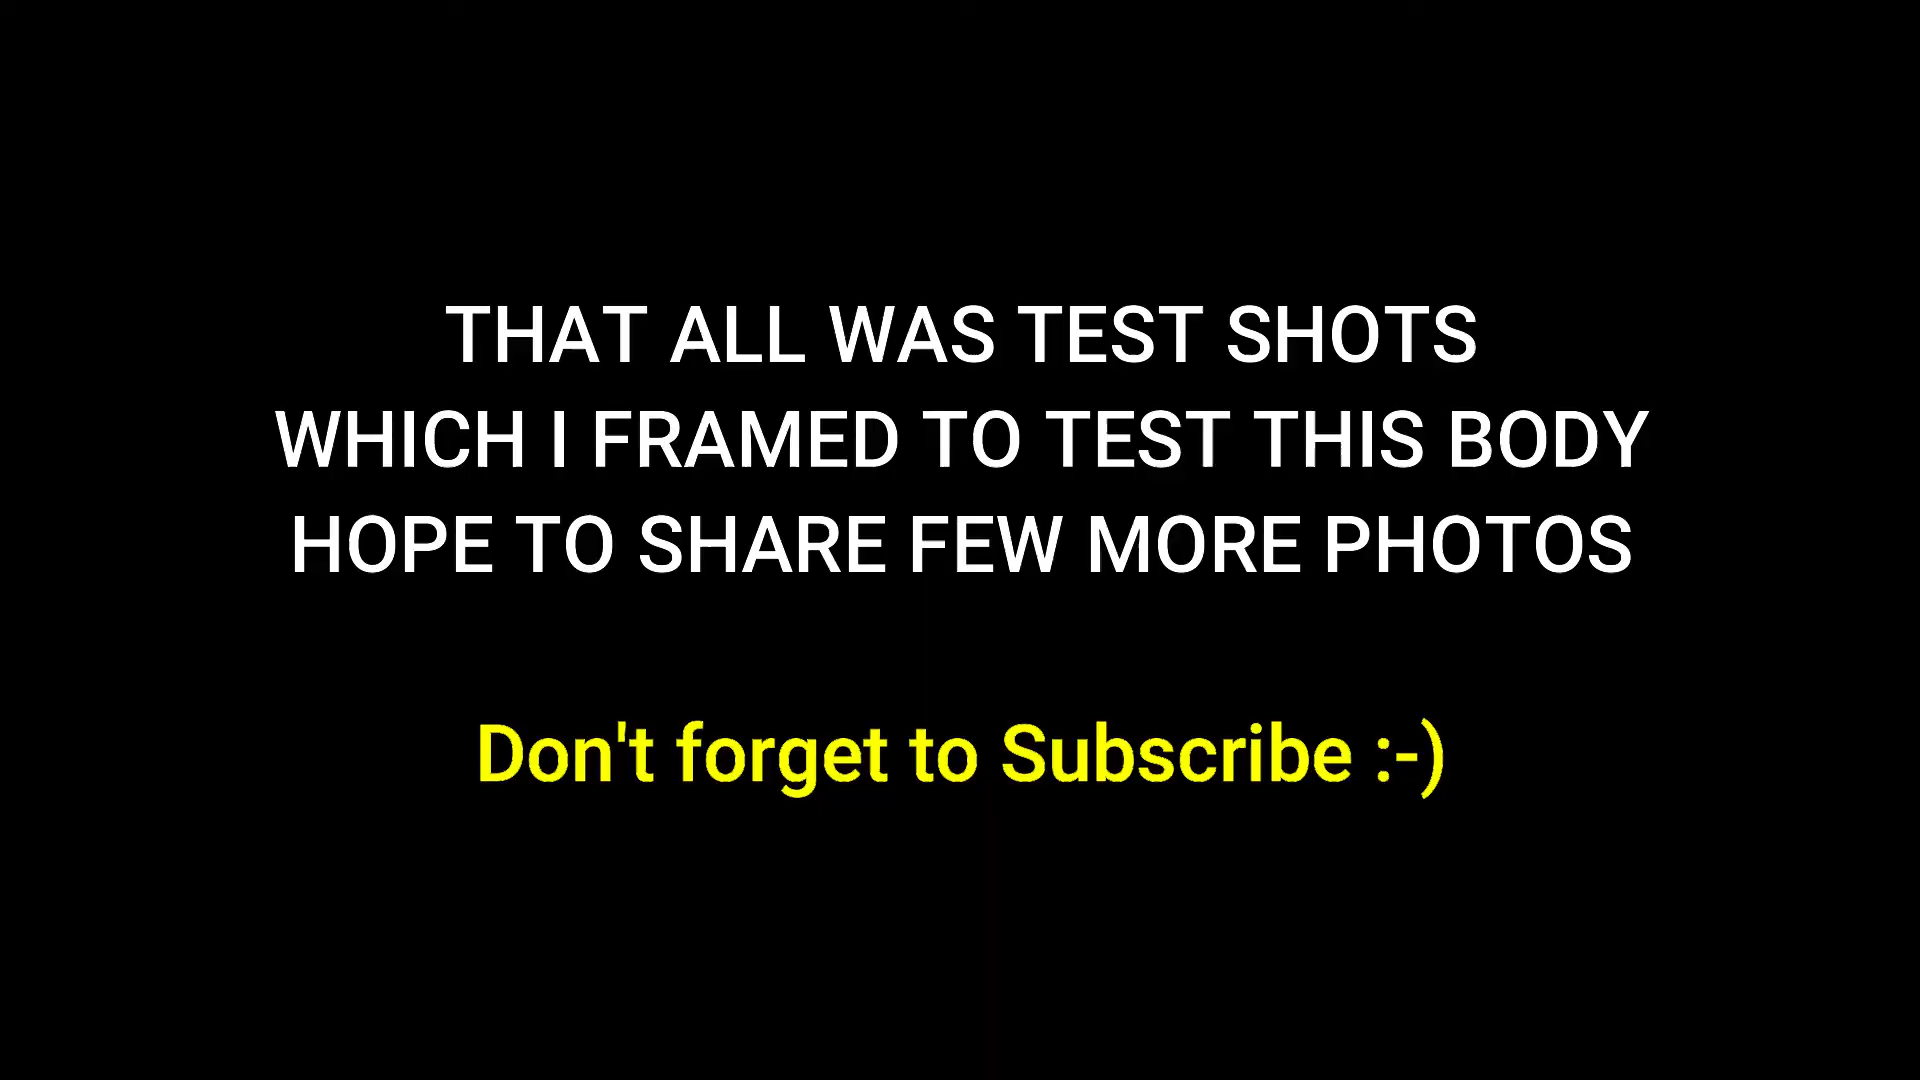 THAT ALL WAS TEST SHOTS
WHICH I FRAMED TO TEST THIS BODY
HOPE TO SHARE FEW MORE PHOTOS
Don't forget to Subscribe :-)